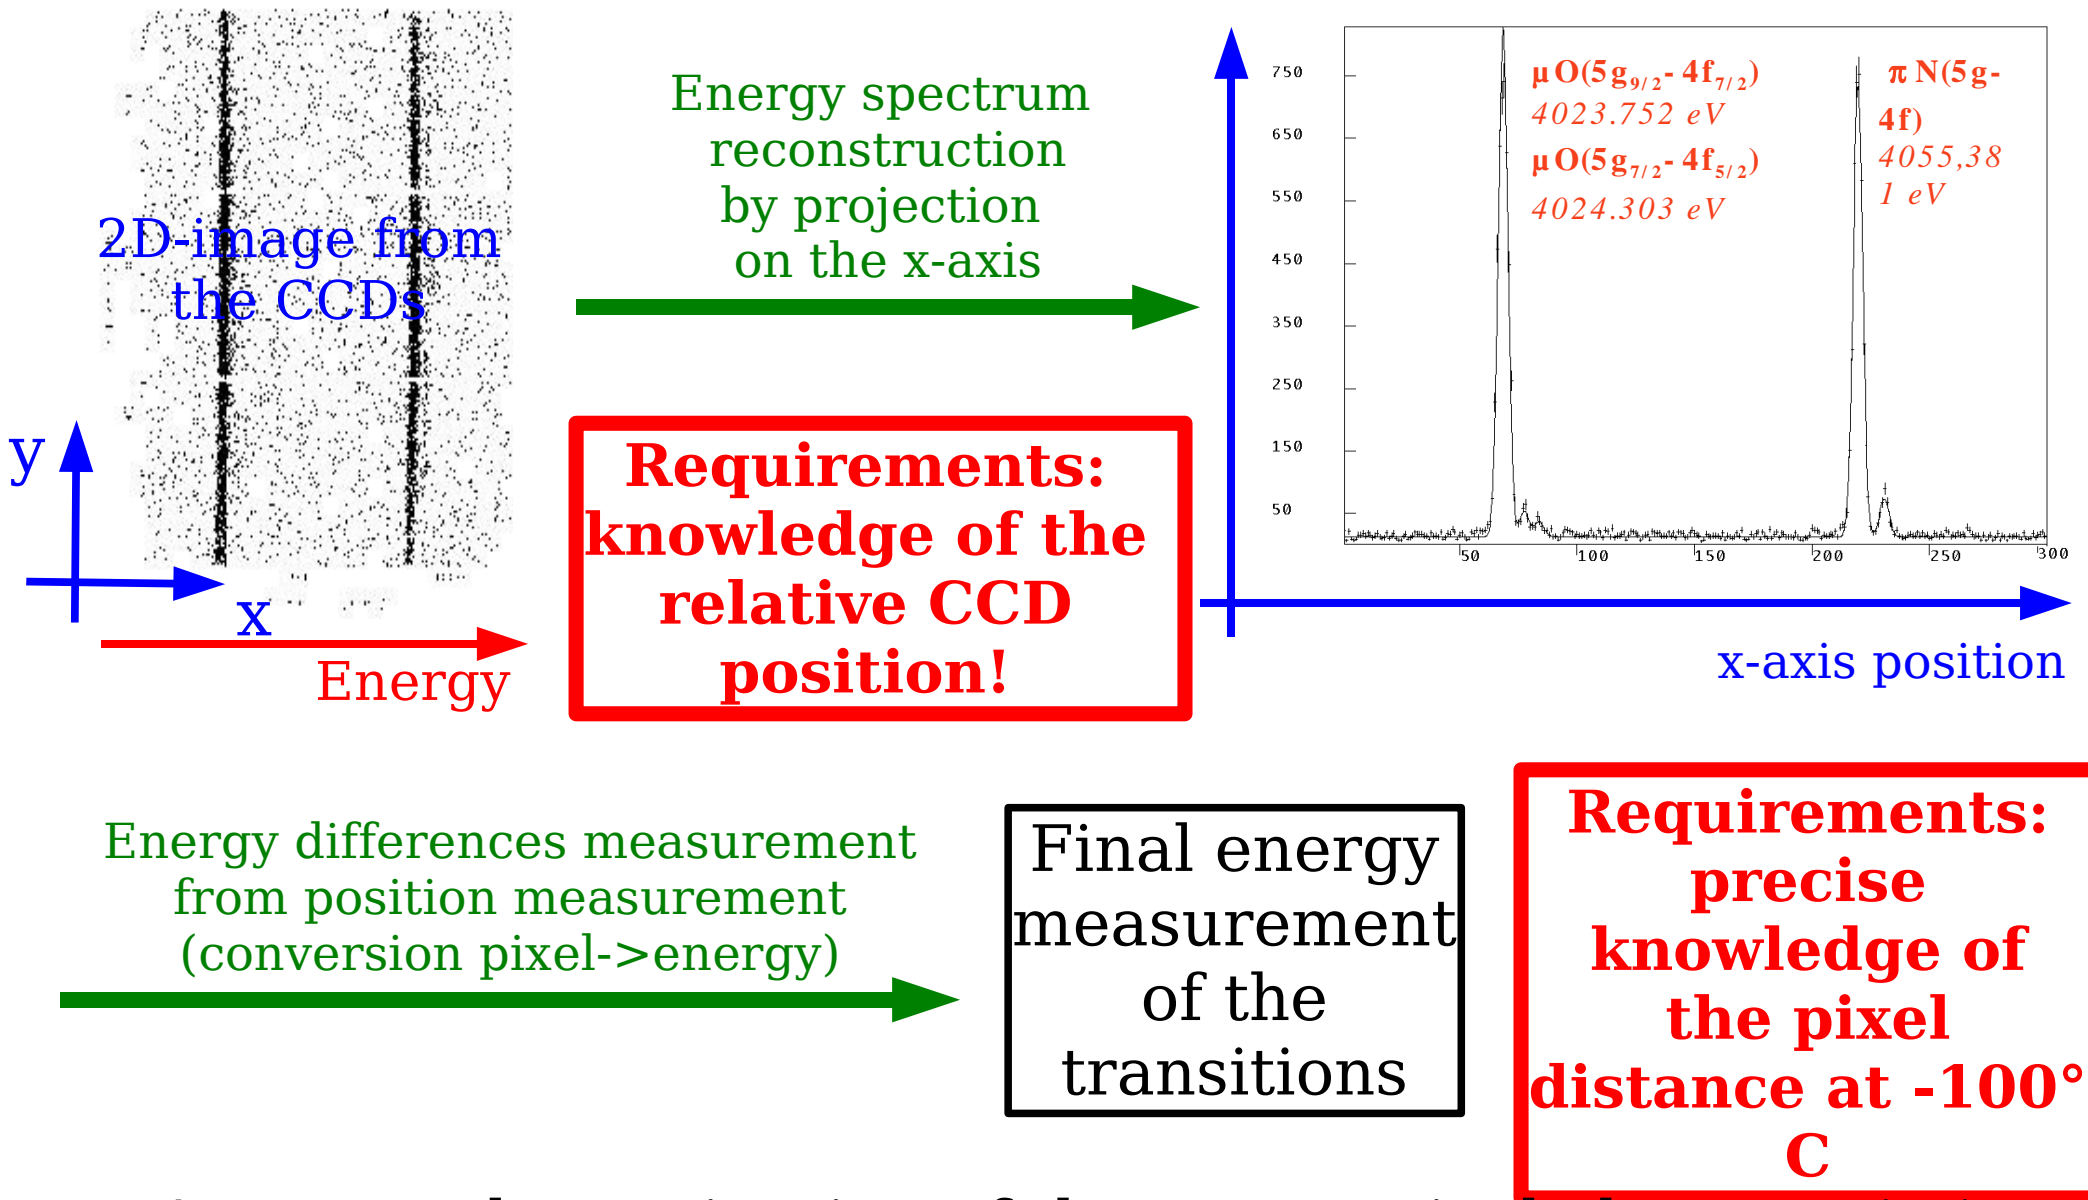 2D-image from
the CCDs
y
x
Energy
Energy spectrum
reconstruction
by projection
on the x-axis
Requirements:
knowledge of the
relative CCD
position!
750
650
550
450
350
250
150
50
50
100
150
200
250
300
µO(5g9/2- 4f7/2)
4023.752 eV
µO(5g7/2- 4f5/2)
4024.303 eV
π N(5g-
4f)
4055,38
1 eV
x-axis position
Energy differences measurement
from position measurement
(conversion pixel->energy)
Final energy
measurement
of the
transitions
Requirements:
precise
knowledge of
the pixel
distance at -100°
C